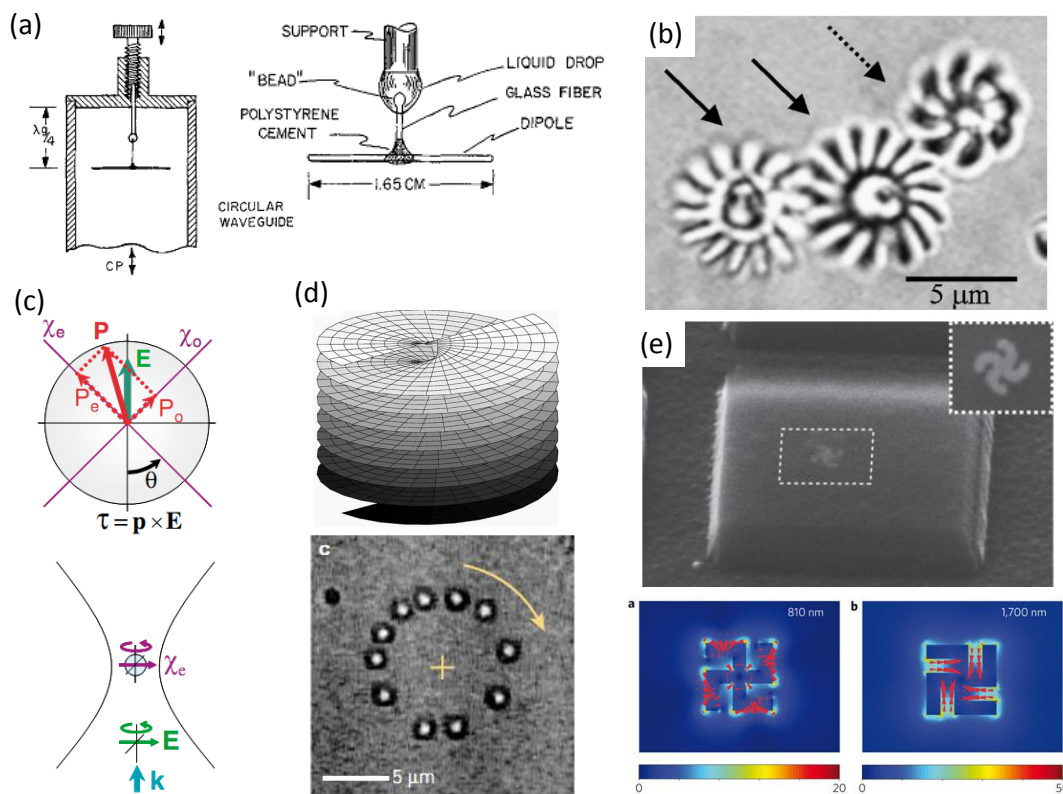 (a)
SUPPORT
"BEAD"
LIQUID DROP
GLASS FIBER
POLYSTYRENE
CEMENT
DIPOLE
λg/4
1.65 CM
CIRCULAR
WAVEGUIDE
CP
(b)
5 μm
(c)
χe
P
E
χo
Pe
Po
θ
τ = p × E
χe
E
k
(d)
c
5 μm
(e)
a
810 nm
b
1,700 nm
0
20
0
5